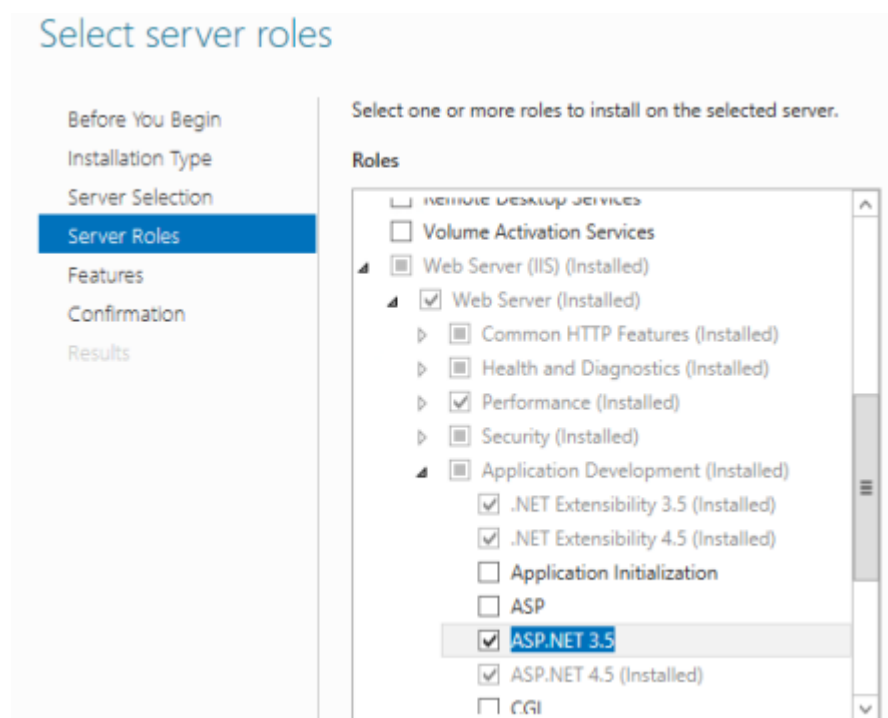 Select server roles
Before You Begin
Installation Type
Server Selection
Server Roles
Features
Confirmation
Results
Select one or more roles to install on the selected server.
Roles
Remote Desktop Services
Volume Activation Services
Web Server (IIS) (Installed)
Web Server (Installed)
Common HTTP Features (Installed)
Health and Diagnostics (Installed)
Performance (Installed)
Security (Installed)
Application Development (Installed)
.NET Extensibility 3.5 (Installed)
.NET Extensibility 4.5 (Installed)
Application Initialization
ASP
ASP.NET 3.5
ASP.NET 4.5 (Installed)
CGI